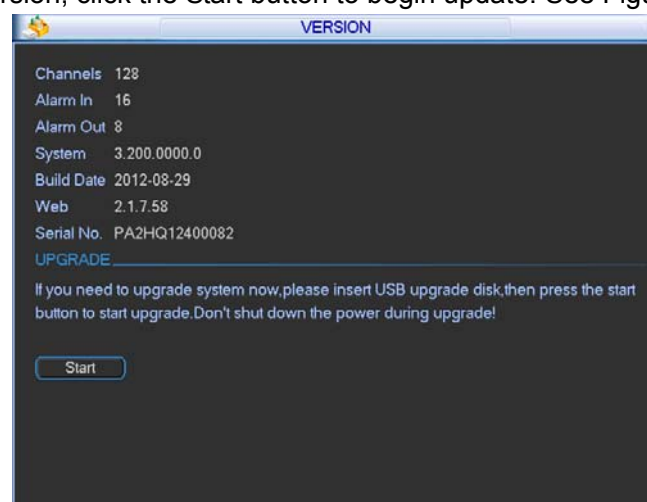 rsion, click the Start button to begin update. See Fig
VERSION
Channels 128
Alarm In 16
Alarm Out 8
System 3.200.0000.0
Build Date 2012-08-29
Web 2.1.7.58
Serial No. PA2HQ12400082
UPGRADE
If you need to upgrade system now,please insert USB upgrade disk,then press the start
button to start upgrade.Don't shut down the power during upgrade!
Start